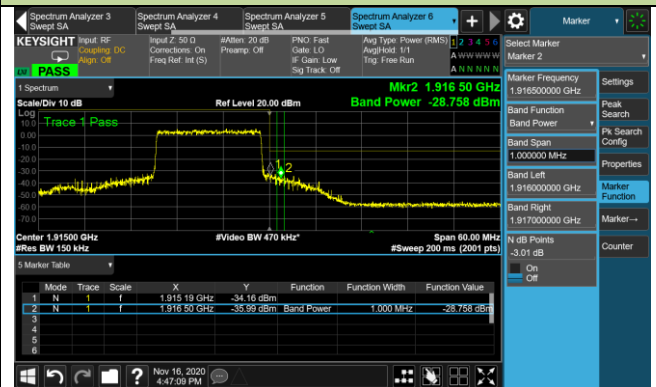 Spectrum Analyzer 3
Swept SA
Spectrum Analyzer 4
Swept SA
Spectrum Analyzer 5
Swept SA
Spectrum Analyzer 6
Swept SA
Marker
KEYSIGHT
Input: RF
Coupling: DC
Align: Off
Input Z: 50 Ω
Corrections: On
Freq Ref: Int (S)
#Atten: 20 dB
Preamp: Off
PNO: Fast
Gate: LO
IF Gain: Low
Sig Track: Off
Avg Type: Power (RMS)
Avg|Hold: 1/1
Trig: Free Run
1 2 3 4 5 6
A W W W W W
A N N N N N
PASS
Select Marker
Marker 2
1 Spectrum
Scale/Div 10 dB
Ref Level 20.00 dBm
Mkr2 1.916 50 GHz
Band Power -28.758 dBm
Log
Trace 1 Pass
10.0
0.00
-10.0
-20.0
-30.0
-40.0
-50.0
-60.0
-70.0
1
2
Center 1.91500 GHz
#Res BW 150 kHz
#Video BW 470 kHz*
Span 60.00 MHz
#Sweep 200 ms (2001 pts)
5 Marker Table
Mode Trace Scale X Y Function Function Width Function Value
1 N 1 f 1.915 19 GHz -34.16 dBm
2 N 1 f 1.916 50 GHz -35.99 dBm Band Power 1.000 MHz -28.758 dBm
3
4
5
6
Marker Frequency
1.916500000 GHz
Band Function
Band Power
Band Span
1.000000 MHz
Band Left
1.916000000 GHz
Band Right
1.917000000 GHz
N dB Points
-3.01 dB
On
Off
Settings
Peak
Search
Pk Search
Config
Properties
Marker
Function
Marker→
Counter
?
Nov 16, 2020
4:47:09 PM